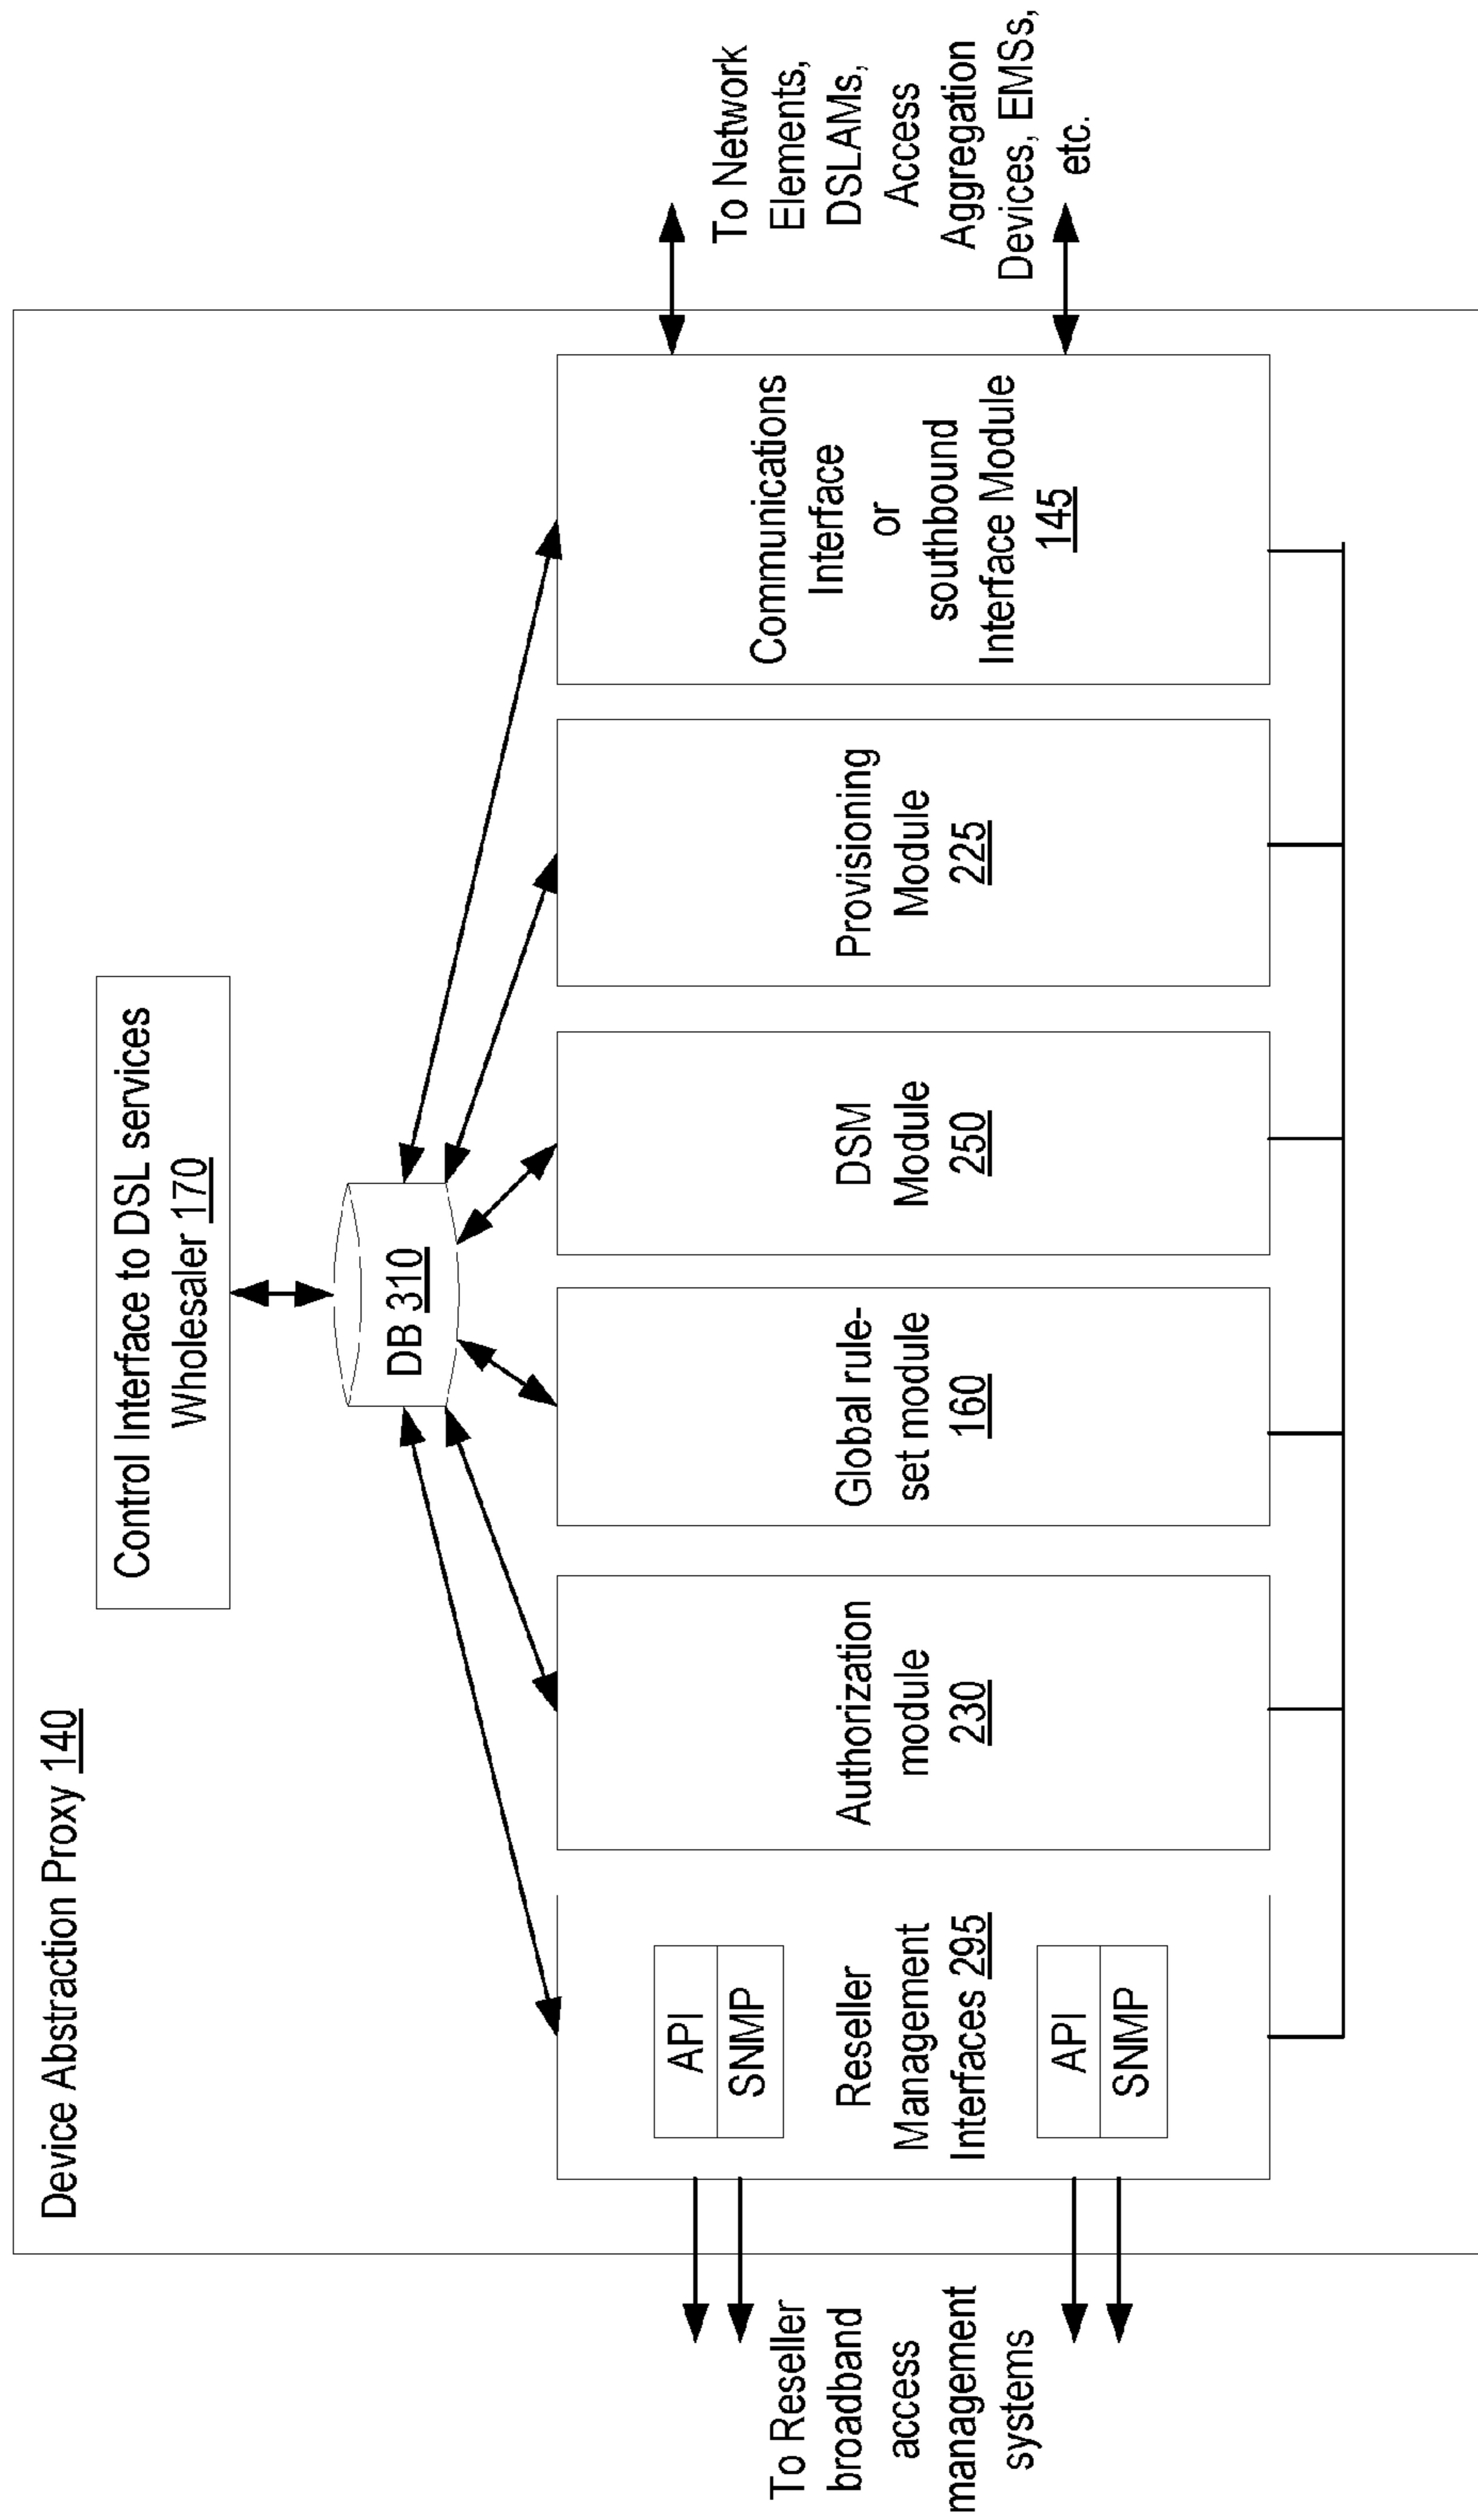 Device Abstraction Proxy 140
Control Interface to DSL services
Wholesaler 170
DB 310
To Reseller
broadband
access
management
systems
API
SNMP
Reseller
Management
Interfaces 295
API
SNMP
Authorization
module
230
Global rule-
set module
160
DSM
Module
250
Provisioning
Module
225
Communications
Interface
or
southbound
Interface Module
145
To Network
Elements,
DSLAMs,
Access
Aggregation
Devices, EMSs,
etc.